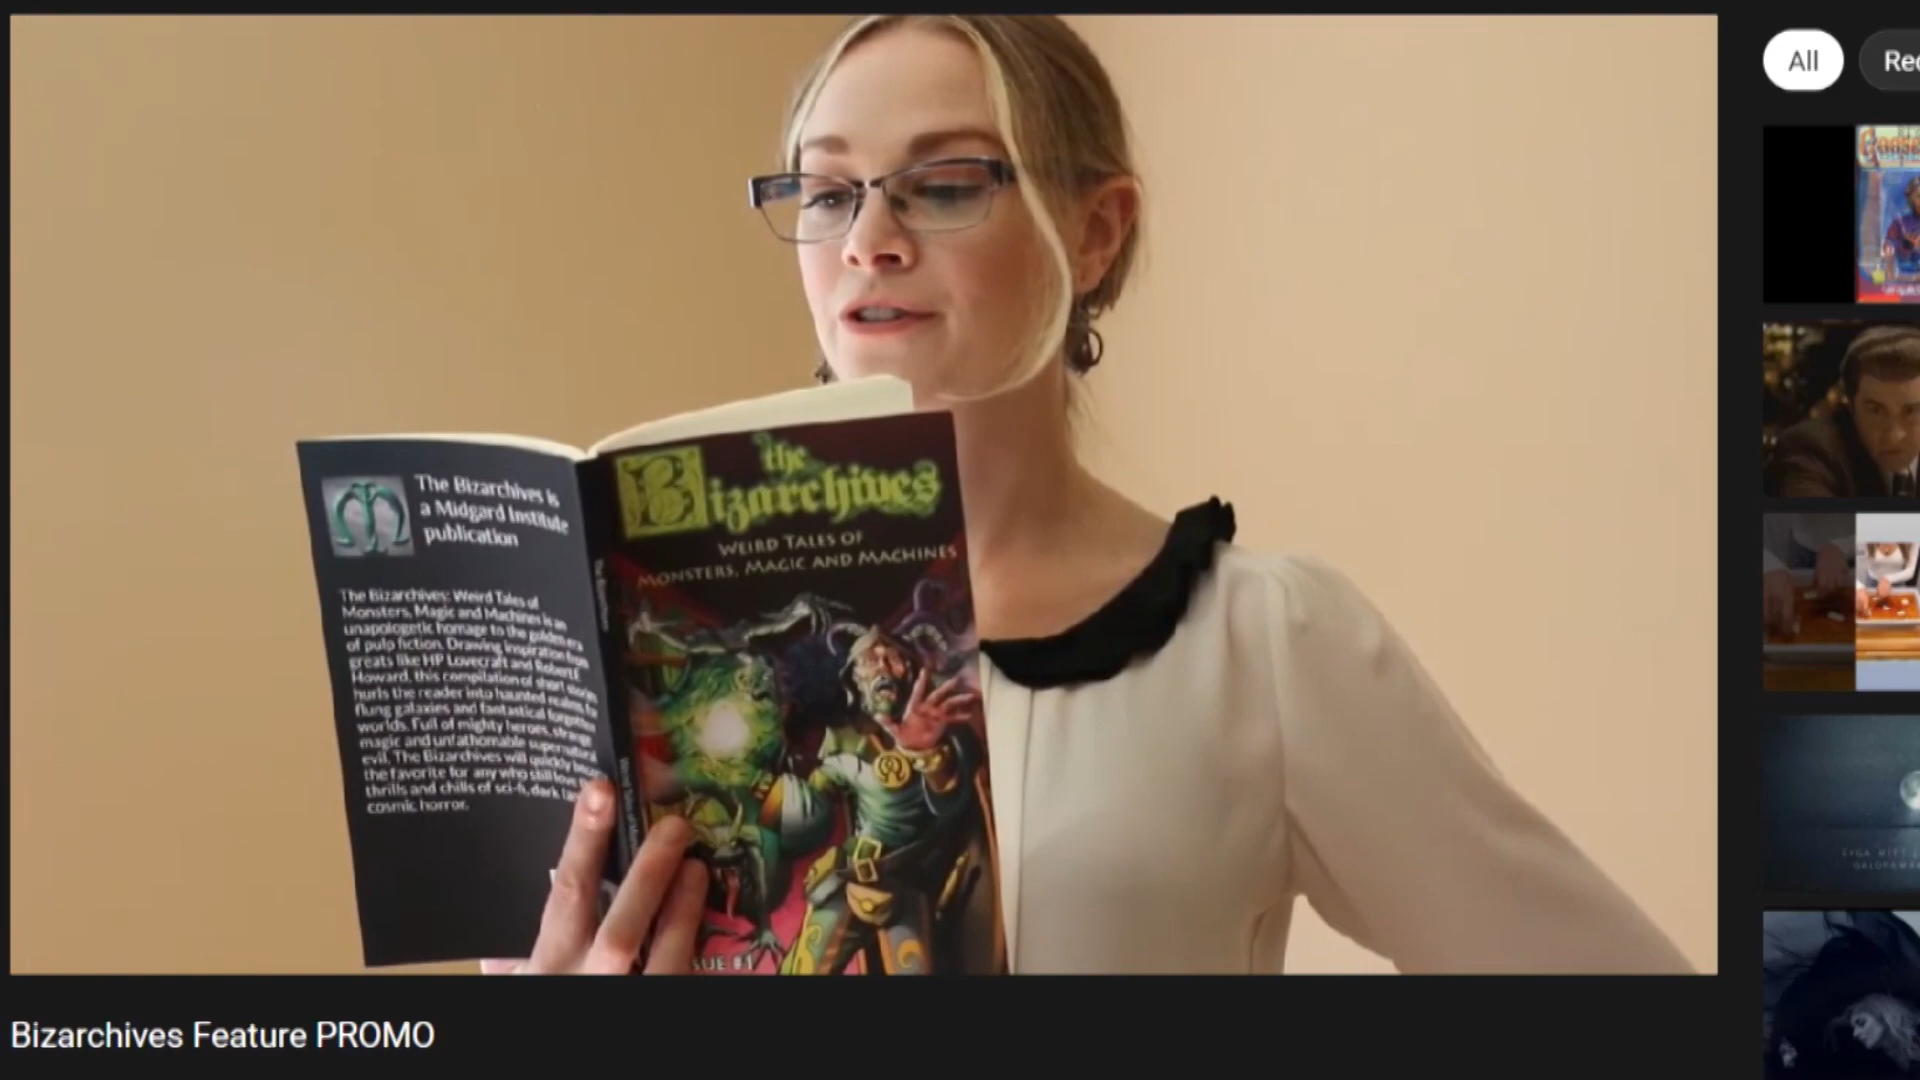 All
The Bizarchives is
a Midgard Institute
publication
The Bizarchives: Weird Tales of
Monsters, Magic and Machines is an
unapologetic homage to the golden era
of pulp fiction. Drawing inspiration from
greats like HP Lovecraft and Robert E
Howard, this compilation of short stories
hurls the reader into haunted realms, far
flung galaxies and fantastical forgotten
worlds. Full of mighty heroes, strange
magic and unfathomable supernatural
evil. The Bizarchives will quickly
the favorite for any who still love
thrills and chills of sci-fi, dark
cosmic horror.
the
Bizarchives
WEIRD TALES OF
MONSTERS, MAGIC AND MACHINES
#1
Bizarchives Feature PROMO